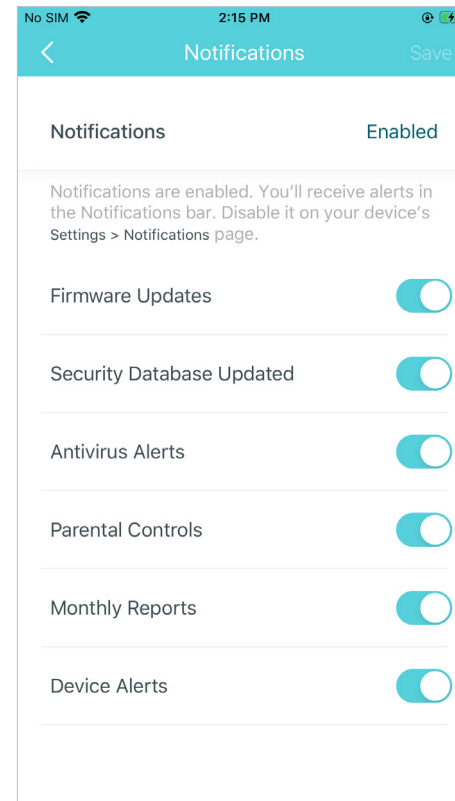 No SIM 2:15 PM
Notifications Save
Notifications Enabled
Notifications are enabled. You'll receive alerts in
the Notifications bar. Disable it on your device's
Settings > Notifications page.
Firmware Updates
Security Database Updated
Antivirus Alerts
Parental Controls
Monthly Reports
Device Alerts